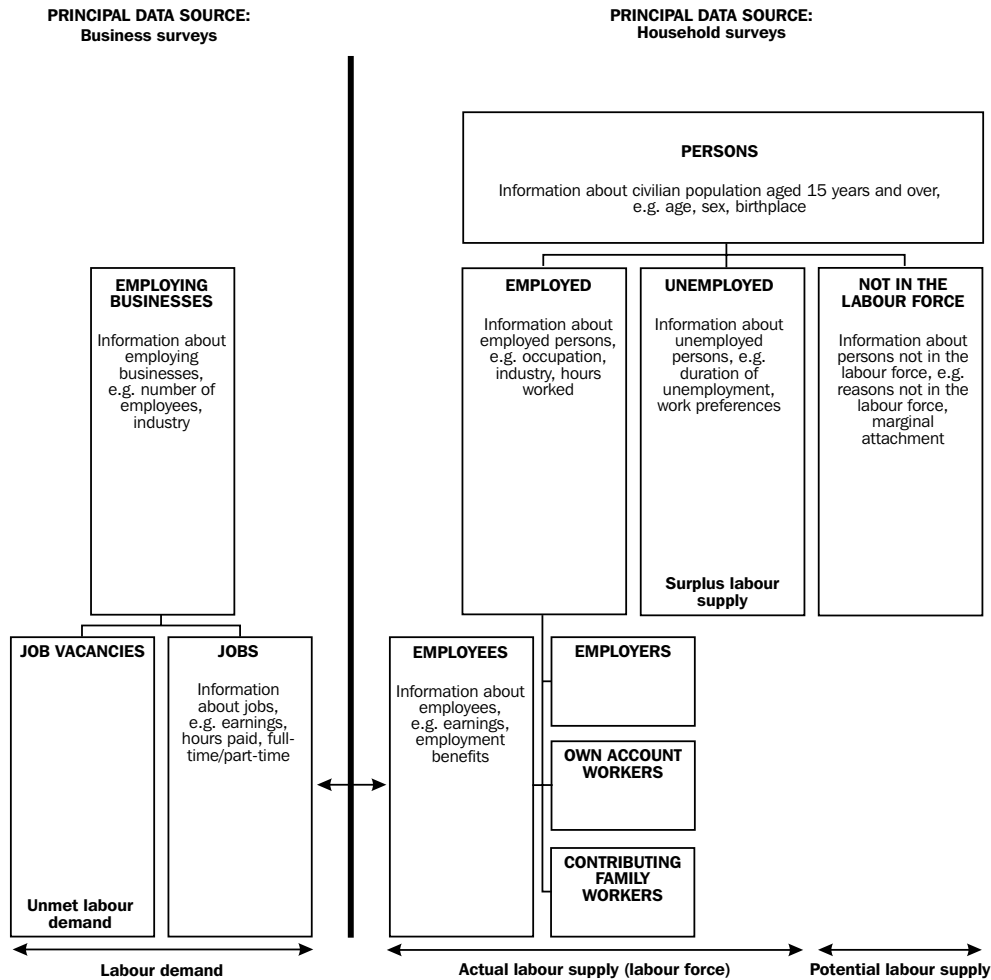 PRINCIPAL DATA SOURCE:
Business surveys
PRINCIPAL DATA SOURCE:
Household surveys
PERSONS
Information about civilian population aged 15 years and over,
e.g. age, sex, birthplace
EMPLOYING
BUSINESSES
Information about
employing
businesses,
e.g. number of
employees,
industry
EMPLOYED
Information about
employed persons,
e.g. occupation,
industry, hours
worked
UNEMPLOYED
Information about
unemployed
persons, e.g.
duration of
unemployment,
work preferences
Surplus labour
supply
NOT IN THE
LABOUR FORCE
Information about
persons not in the
labour force, e.g.
reasons not in the
labour force,
marginal
attachment
JOB VACANCIES
Unmet labour
demand
JOBS
Information
about jobs,
e.g. earnings,
hours paid, full-
time/part-time
EMPLOYEES
Information about
employees,
e.g. earnings,
employment
benefits
EMPLOYERS
OWN ACCOUNT
WORKERS
CONTRIBUTING
FAMILY
WORKERS
Labour demand
Actual labour supply (labour force)
Potential labour supply